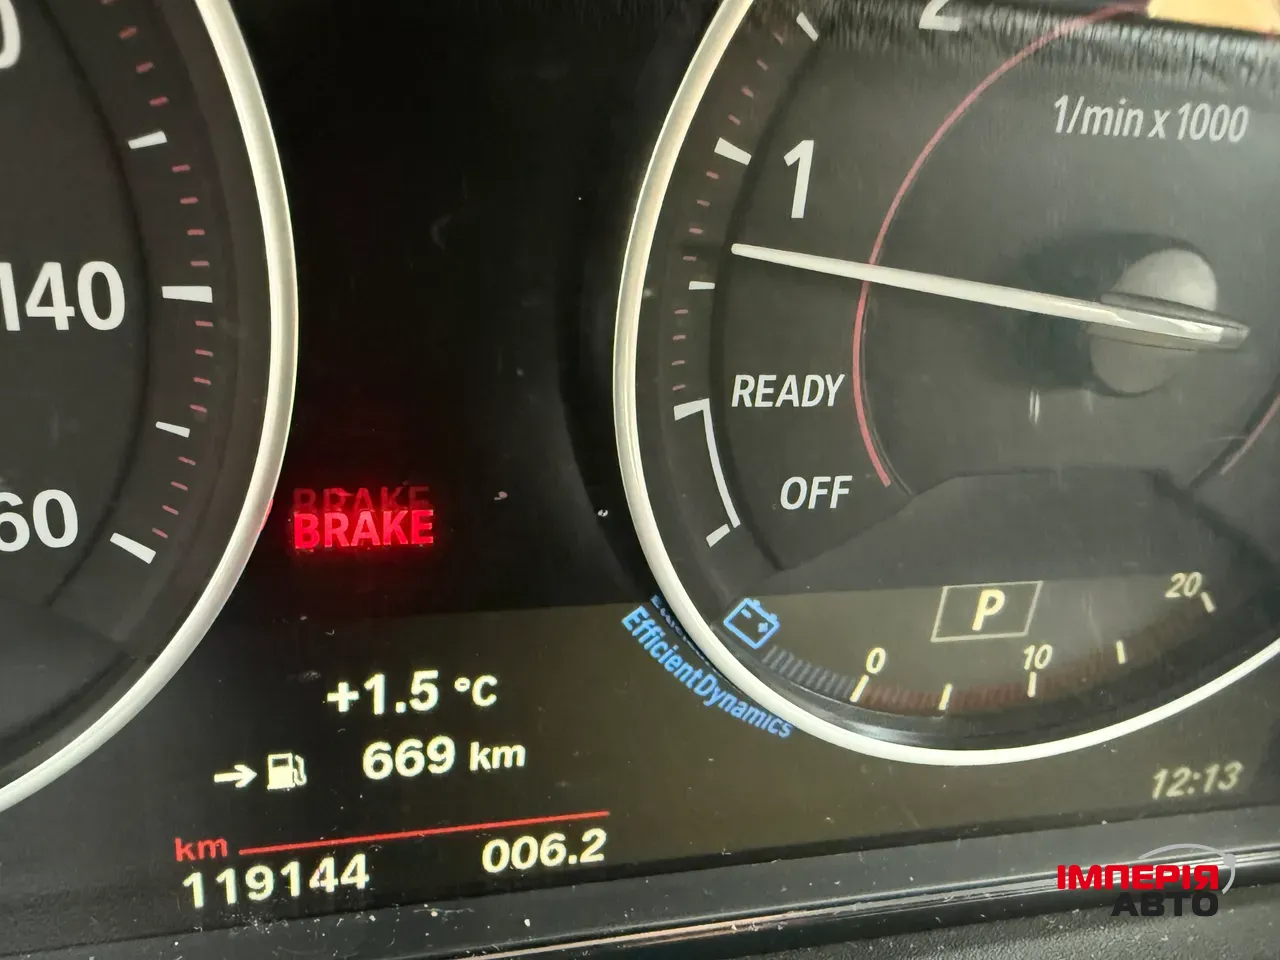 1/min x 1000
1
140
READY
OFF
60
BRAKE
EfficientDynamics
P
0
10
20
+1.5 °C
669 km
12:13
km
119144
006.2
ІМПЕРІЯ
АВТО